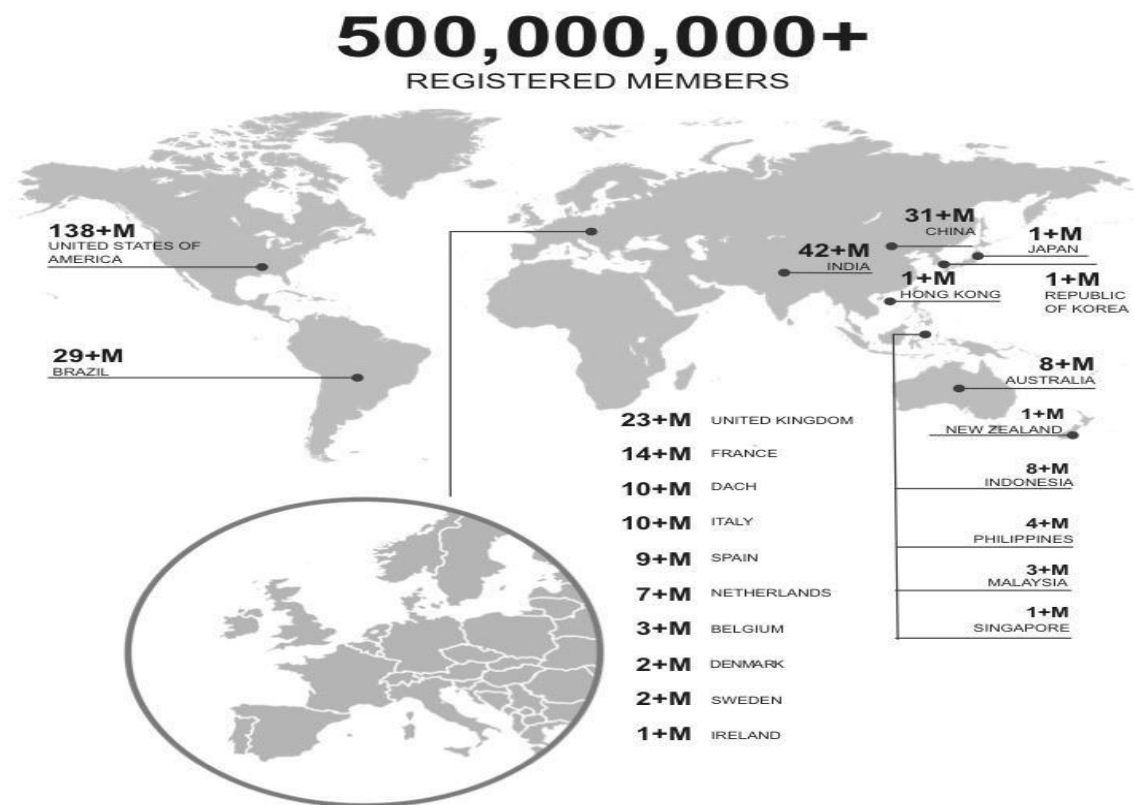 500,000,000+
REGISTERED MEMBERS
138+M
UNITED STATES OF
AMERICA
29+M
BRAZIL
31+M
CHINA
42+M
INDIA
1+M
JAPAN
1+M
HONG KONG
1+M
REPUBLIC
OF KOREA
8+M
AUSTRALIA
1+M
NEW ZEALAND
8+M
INDONESIA
4+M
PHILIPPINES
3+M
MALAYSIA
1+M
SINGAPORE
23+M UNITED KINGDOM
14+M FRANCE
10+M DACH
10+M ITALY
9+M SPAIN
7+M NETHERLANDS
3+M BELGIUM
2+M DENMARK
2+M SWEDEN
1+M IRELAND